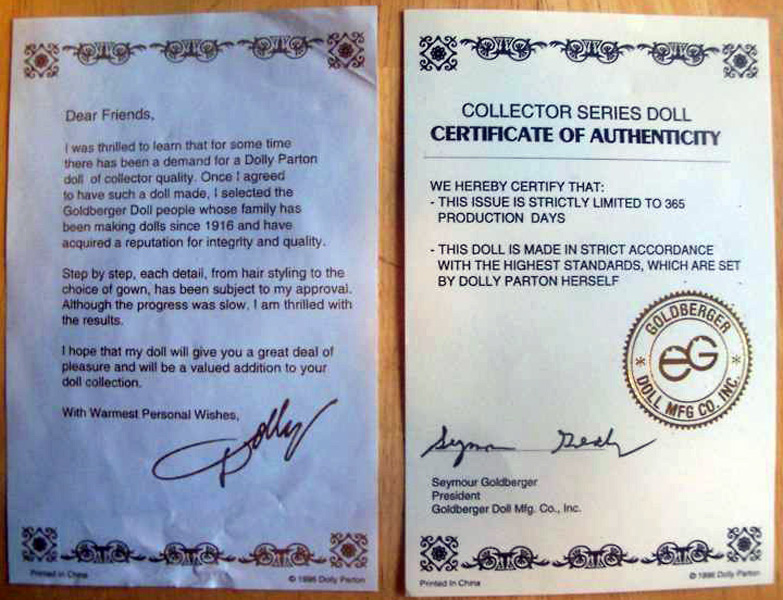 Dear Friends,
I was thrilled to learn that for some time
there has been a demand for a Dolly Parton
doll of collector quality. Once I agreed
to have such a doll made, I selected the
Goldberger Doll people whose family has
been making dolls since 1916 and have
acquired a reputation for integrity and quality.
Step by step, each detail, from hair styling to the
choice of gown, has been subject to my approval.
Although the progress was slow, I am thrilled with
the results.
I hope that my doll will give you a great deal of
pleasure and will be a valued addition to your
doll collection.
With Warmest Personal Wishes,
Dolly
Printed in China
© 1996 Dolly Parton
COLLECTOR SERIES DOLL
CERTIFICATE OF AUTHENTICITY
WE HEREBY CERTIFY THAT:
- THIS ISSUE IS STRICTLY LIMITED TO 365
PRODUCTION DAYS
- THIS DOLL IS MADE IN STRICT ACCORDANCE
WITH THE HIGHEST STANDARDS, WHICH ARE SET
BY DOLLY PARTON HERSELF
GOLDBERGER
EG
DOLL MFG CO. INC.
Seymour Goldberger
President
Goldberger Doll Mfg. Co., Inc.
Printed in China
© 1996 Dolly Parton